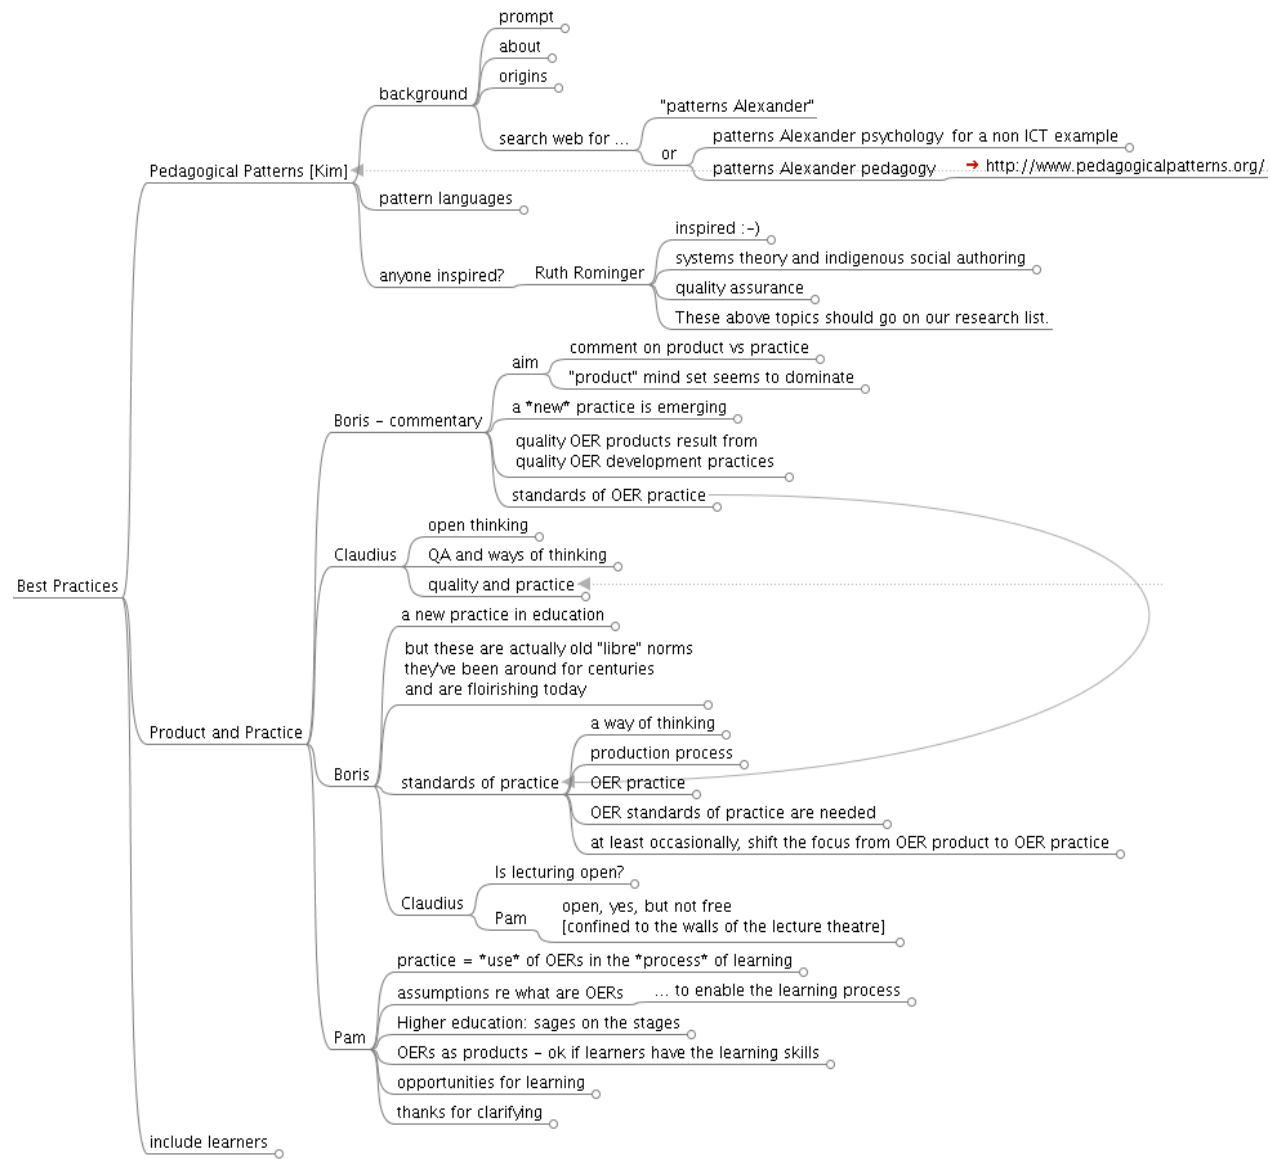 prompt
about
origins
background
"patterns Alexander"
search web for ...
or
patterns Alexander psychology for a non ICT example
patterns Alexander pedagogy
http://www.pedagogicalpatterns.org/
Pedagogical Patterns [Kim]
pattern languages
inspired :-)
systems theory and indigenous social authoring
anyone inspired?
Ruth Rominger
quality assurance
These above topics should go on our research list.
aim
comment on product vs practice
"product" mind set seems to dominate
Boris - commentary
a *new* practice is emerging
quality OER products result from
quality OER development practices
standards of OER practice
open thinking
Claudius
QA and ways of thinking
quality and practice
Best Practices
a new practice in education
but these are actually old "libre" norms
they've been around for centuries
and are floirishing today
Product and Practice
Boris
a way of thinking
production process
standards of practice
OER practice
OER standards of practice are needed
at least occasionally, shift the focus from OER product to OER practice
Is lecturing open?
Claudius
Pam
open, yes, but not free
[confined to the walls of the lecture theatre]
practice = *use* of OERs in the *process* of learning
assumptions re what are OERs
... to enable the learning process
Higher education: sages on the stages
Pam
OERs as products - ok if learners have the learning skills
opportunities for learning
thanks for clarifying
include learners